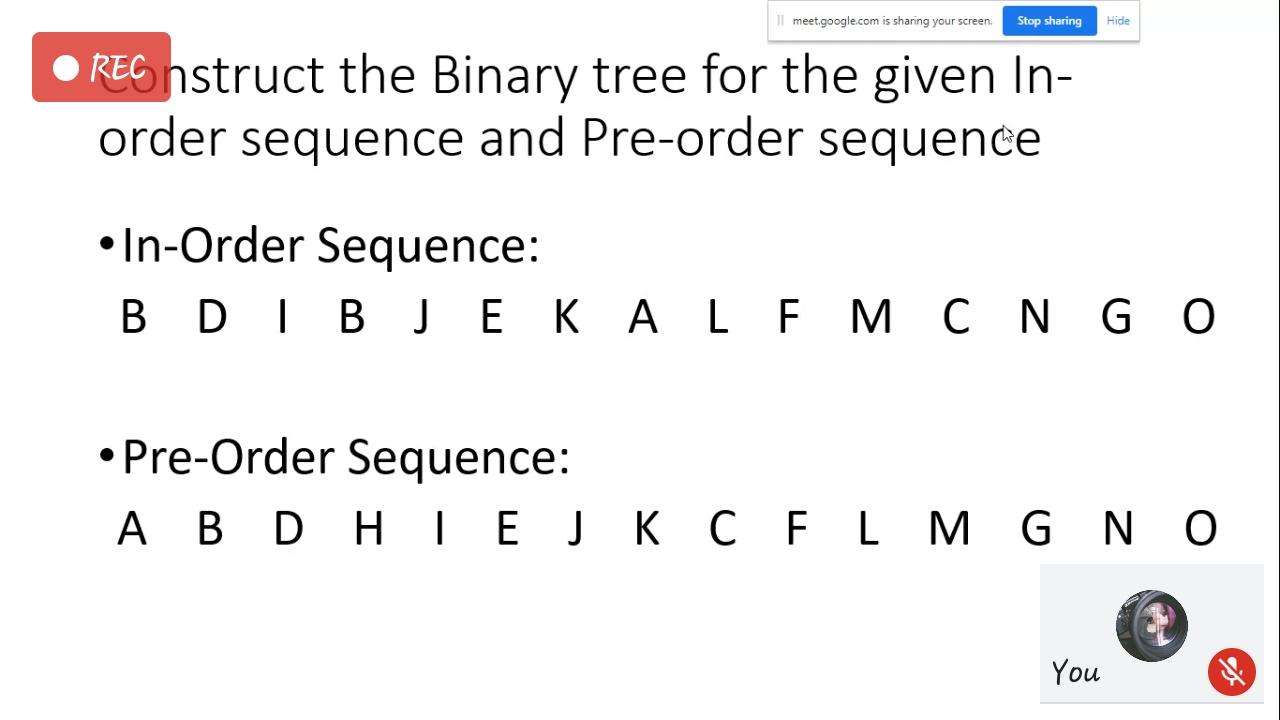 meet.google.com is sharing your screen. Stop sharing Hide
REC
Construct the Binary tree for the given In-
order sequence and Pre-order sequence
•In-Order Sequence:
B D I B J E K A L F M C N G O
•Pre-Order Sequence:
A B D H I E J K C F L M G N O
You